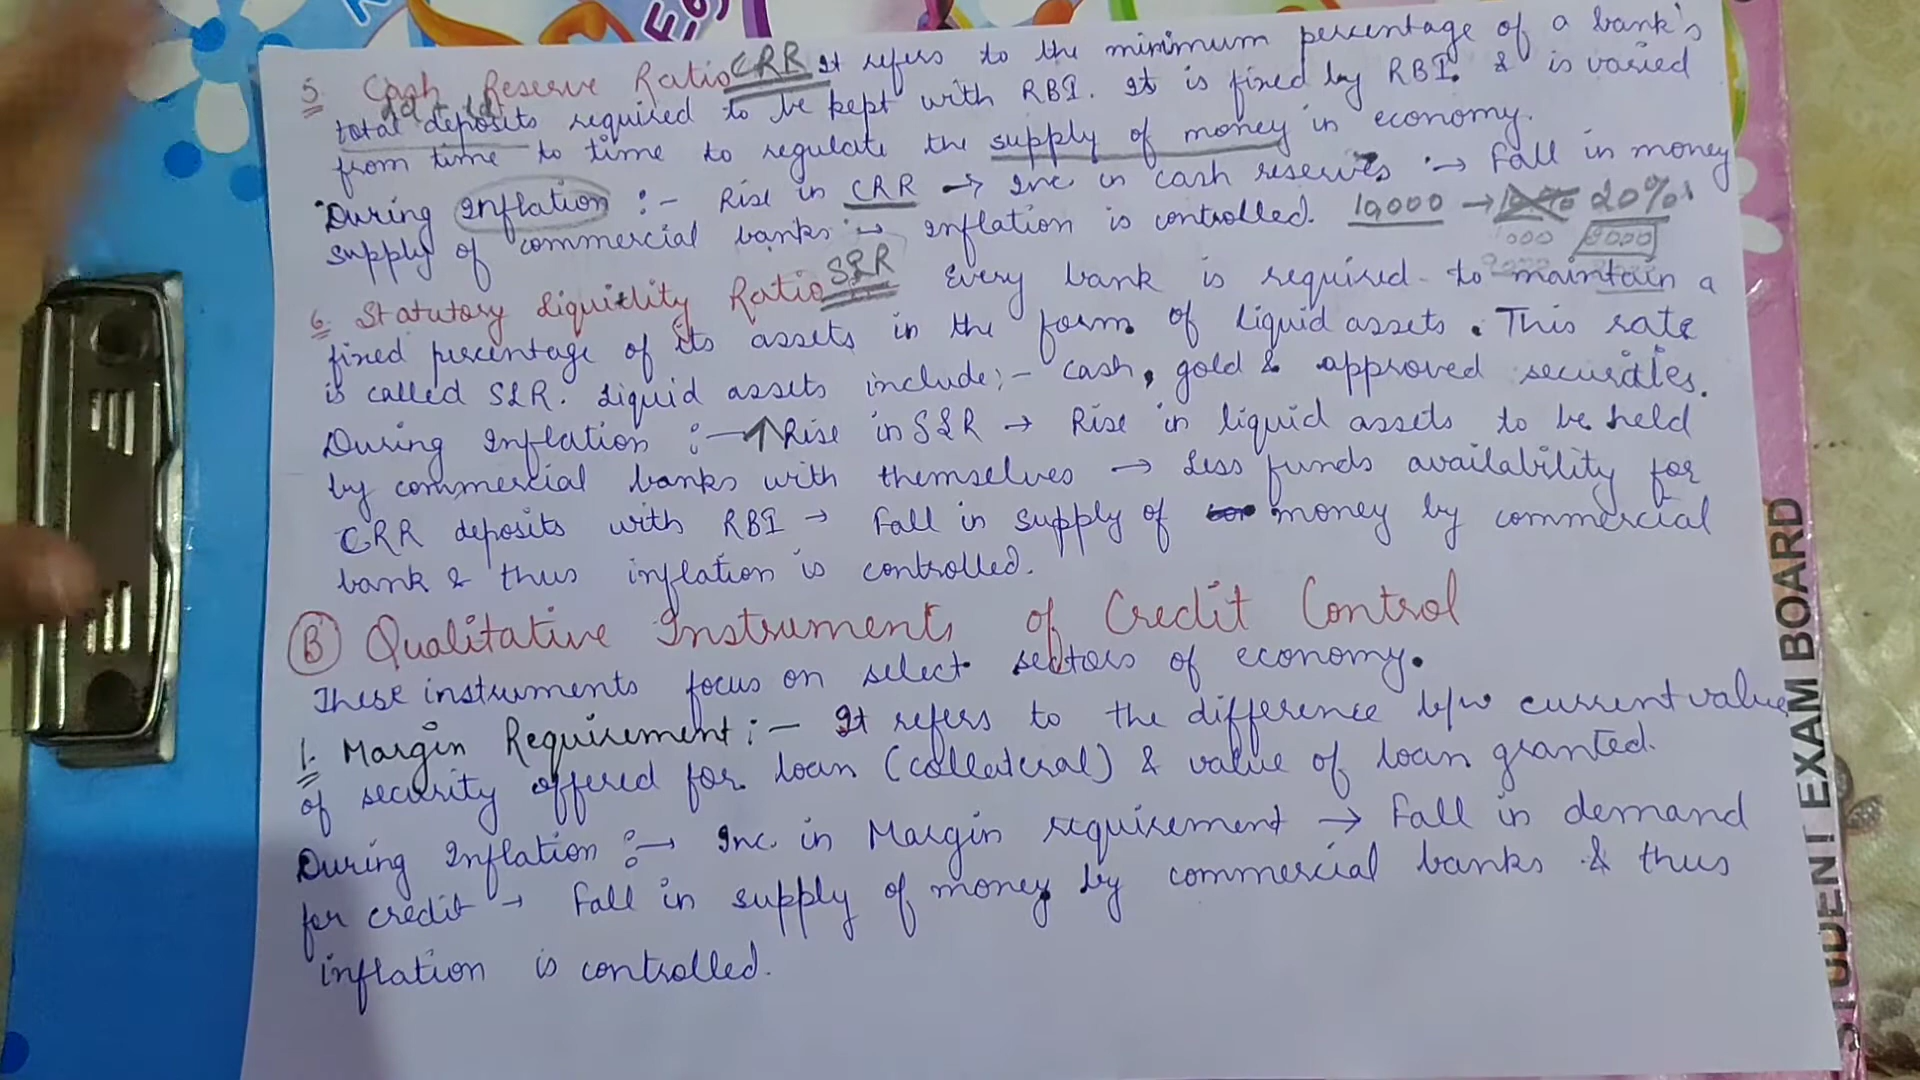 5. Cash Reserve Ratio CRR It refers to the minimum percentage of a bank's
total deposits required to be kept with RBI. It is fixed by RBI. & is varied
from time to time to regulate the supply of money in economy.
During Inflation :- Rise in CRR → Inc. in cash reserves → Fall in money
supply of commercial banks → Inflation is controlled. 10,000 → 20%
1000 2000
6. Statutory Liquidity Ratio SLR Every bank is required to maintain a
fixed percentage of its assets in the form of liquid assets. This rate
is called SLR. Liquid assets include:- cash, gold & approved securities.
During Inflation :→ ↑ Rise in SLR → Rise in liquid assets to be held
by commercial banks with themselves → Less funds availability for
CRR deposits with RBI → Fall in supply of money by commercial
bank & thus inflation is controlled.
B Qualitative Instruments of Credit Control
These instruments focus on select sectors of economy.
1. Margin Requirement :- It refers to the difference b/w current value
of security offered for loan (collateral) & value of loan granted.
During Inflation :→ Inc. in Margin requirement → Fall in demand
for credit → Fall in supply of money by commercial banks & thus
inflation is controlled.
STUDENT EXAM BOARD